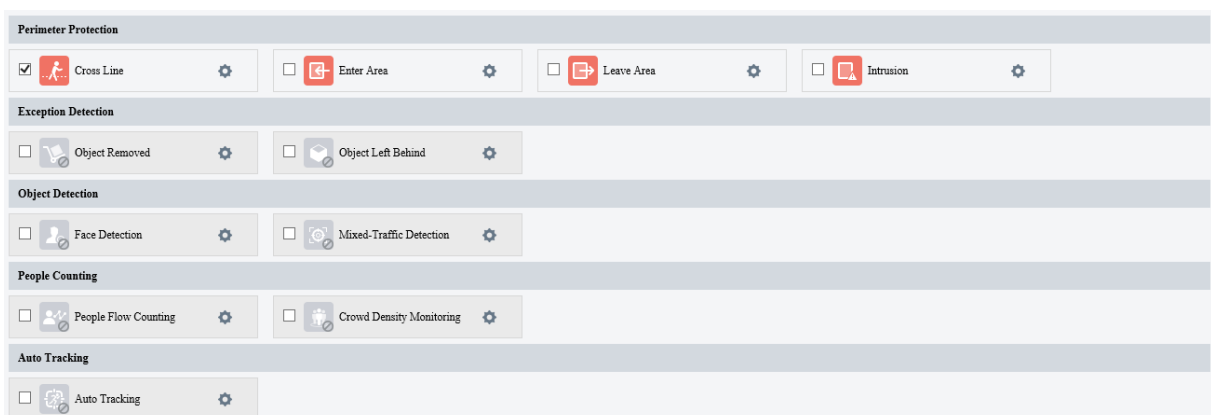 Perimeter Protection
Cross Line Enter Area Leave Area Intrusion
Exception Detection
Object Removed Object Left Behind
Object Detection
Face Detection Mixed-Traffic Detection
People Counting
People Flow Counting Crowd Density Monitoring
Auto Tracking
Auto Tracking